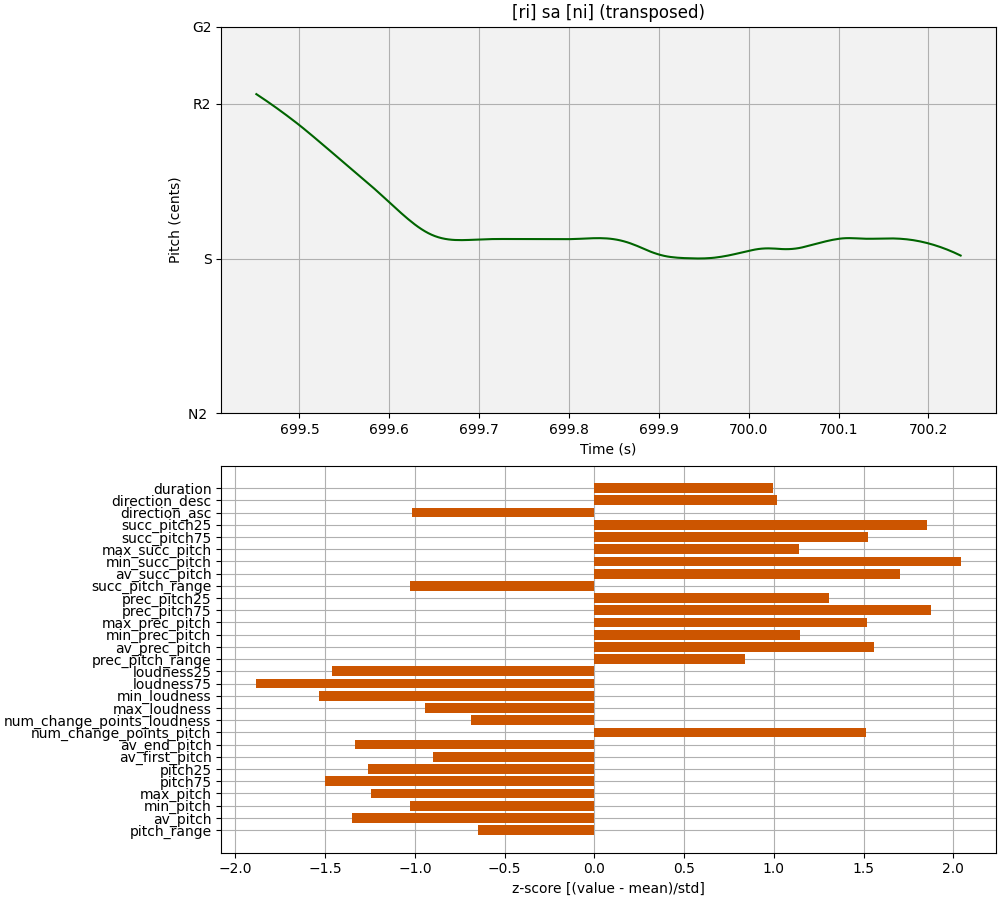 [ri] sa [ni] (transposed)
G2
R2
S
N2
Pitch (cents)
699.5 699.6 699.7 699.8 699.9 700.0 700.1 700.2
Time (s)
duration
direction_desc
direction_asc
succ_pitch25
succ_pitch75
max_succ_pitch
min_succ_pitch
av_succ_pitch
succ_pitch_range
prec_pitch25
prec_pitch75
max_prec_pitch
min_prec_pitch
av_prec_pitch
prec_pitch_range
loudness25
loudness75
min_loudness
max_loudness
num_change_points_loudness
num_change_points_pitch
av_end_pitch
av_first_pitch
pitch25
pitch75
max_pitch
min_pitch
av_pitch
pitch_range
−2.0 −1.5 −1.0 −0.5 0.0 0.5 1.0 1.5 2.0
z-score [(value - mean)/std]